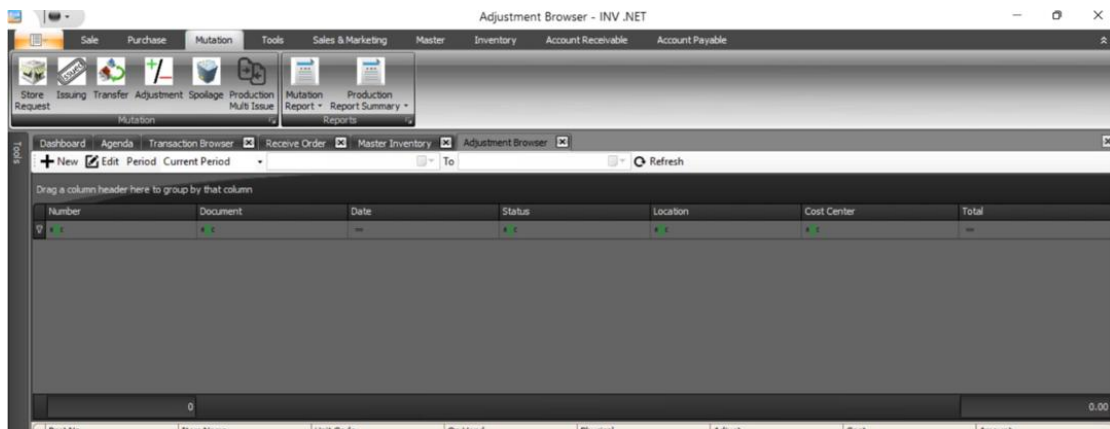 Adjustment Browser - INV .NET
Sale Purchase Mutation Tools Sales & Marketing Master Inventory Account Receivable Account Payable
Store Request Issuing Transfer Adjustment Spoilage Production Multi Issue Mutation Report Production Report Summary
Mutation Reports
Tools
Dashboard Agenda Transaction Browser Receive Order Master Inventory Adjustment Browser
New Edit Period Current Period To Refresh
Drag a column header here to group by that column
Number Document Date Status Location Cost Center Total
0 0.00